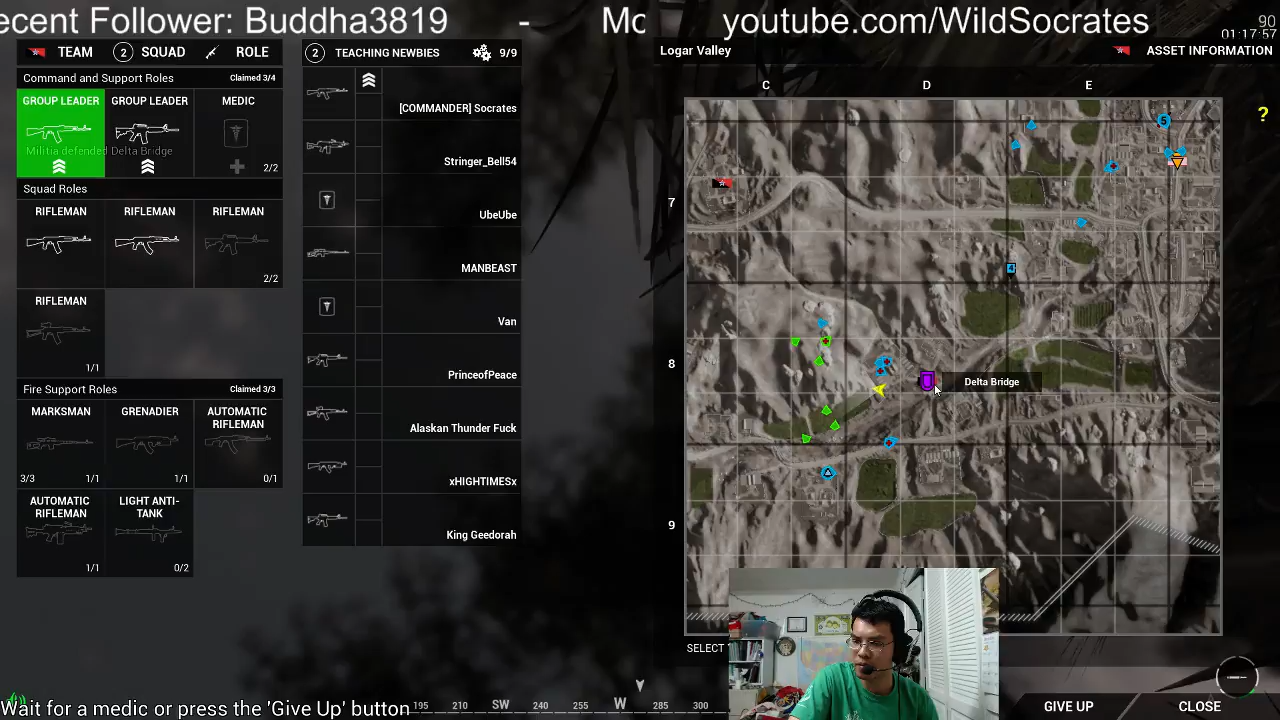 ecent Follower: Buddha3819 - Mc youtube.com/WildSocrates
90
01:17:57
TEAM 2 SQUAD ROLE
2 TEACHING NEWBIES 9/9
Logar Valley
ASSET INFORMATION
Command and Support Roles Claimed 3/4
GROUP LEADER GROUP LEADER MEDIC
Militia defended Delta Bridge
2/2
Squad Roles
RIFLEMAN RIFLEMAN RIFLEMAN
2/2
RIFLEMAN
1/1
Fire Support Roles Claimed 3/3
MARKSMAN GRENADIER AUTOMATIC RIFLEMAN
3/3 1/1 1/1 0/1
AUTOMATIC RIFLEMAN LIGHT ANTI-TANK
1/1 0/2
[COMMANDER] Socrates
Stringer_Bell54
UbeUbe
MANBEAST
Van
PrinceofPeace
Alaskan Thunder Fuck
xHIGHTIMESx
King Geedorah
C D E
?
5
7
4
8
Delta Bridge
9
SELECT
Wait for a medic or press the 'Give Up' button
195 210 SW 240 255 W 285 300
GIVE UP
CLOSE